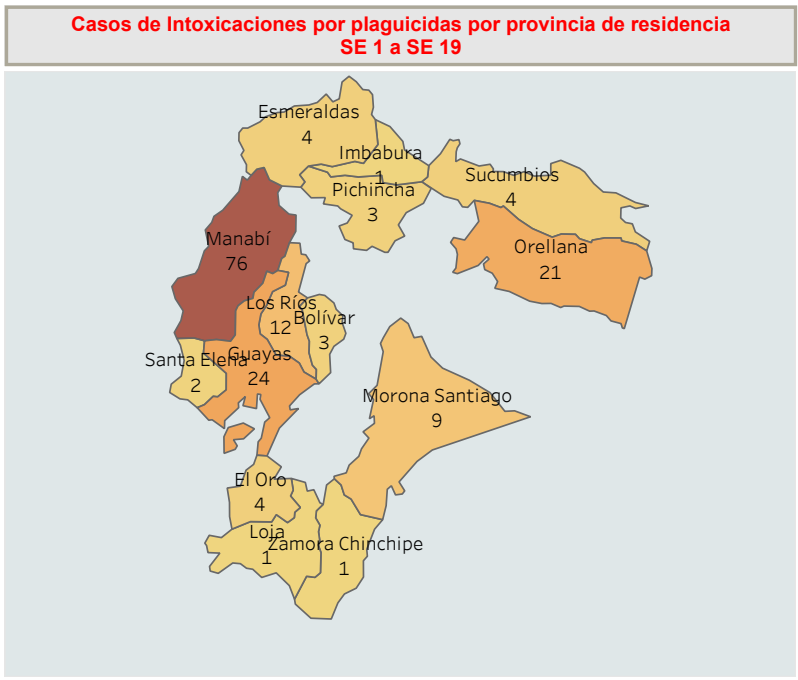 Casos de Intoxicaciones por plaguicidas por provincia de residencia
SE 1 a SE 19
Esmeraldas
4
Imbabura
1
Pichincha
3
Sucumbios
4
Manabí
76
Orellana
21
Los Ríos
12
Bolívar
3
Santa Elena
2
Guayas
24
Morona Santiago
9
El Oro
4
Loja
1
Zamora Chinchipe
1